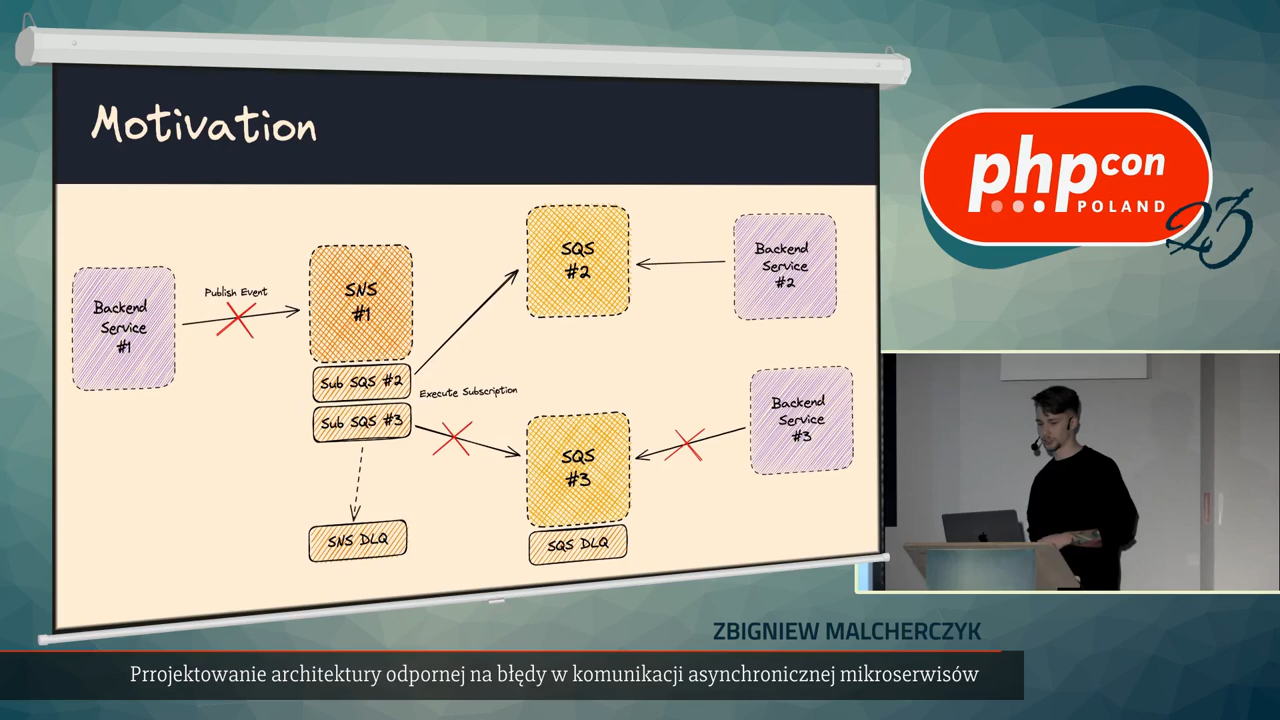 Motivation
Backend
Service
#1
Publish Event
SNS
#1
Sub SQS #2
Sub SQS #3
Execute Subscription
SNS DLQ
SQS
#2
SQS
#3
SQS DLQ
Backend
Service
#2
Backend
Service
#3
phpcon
POLAND
23
ZBIGNIEW MALCHERCZYK
Prrojektowanie architektury odpornej na błędy w komunikacji asynchronicznej mikroserwisów